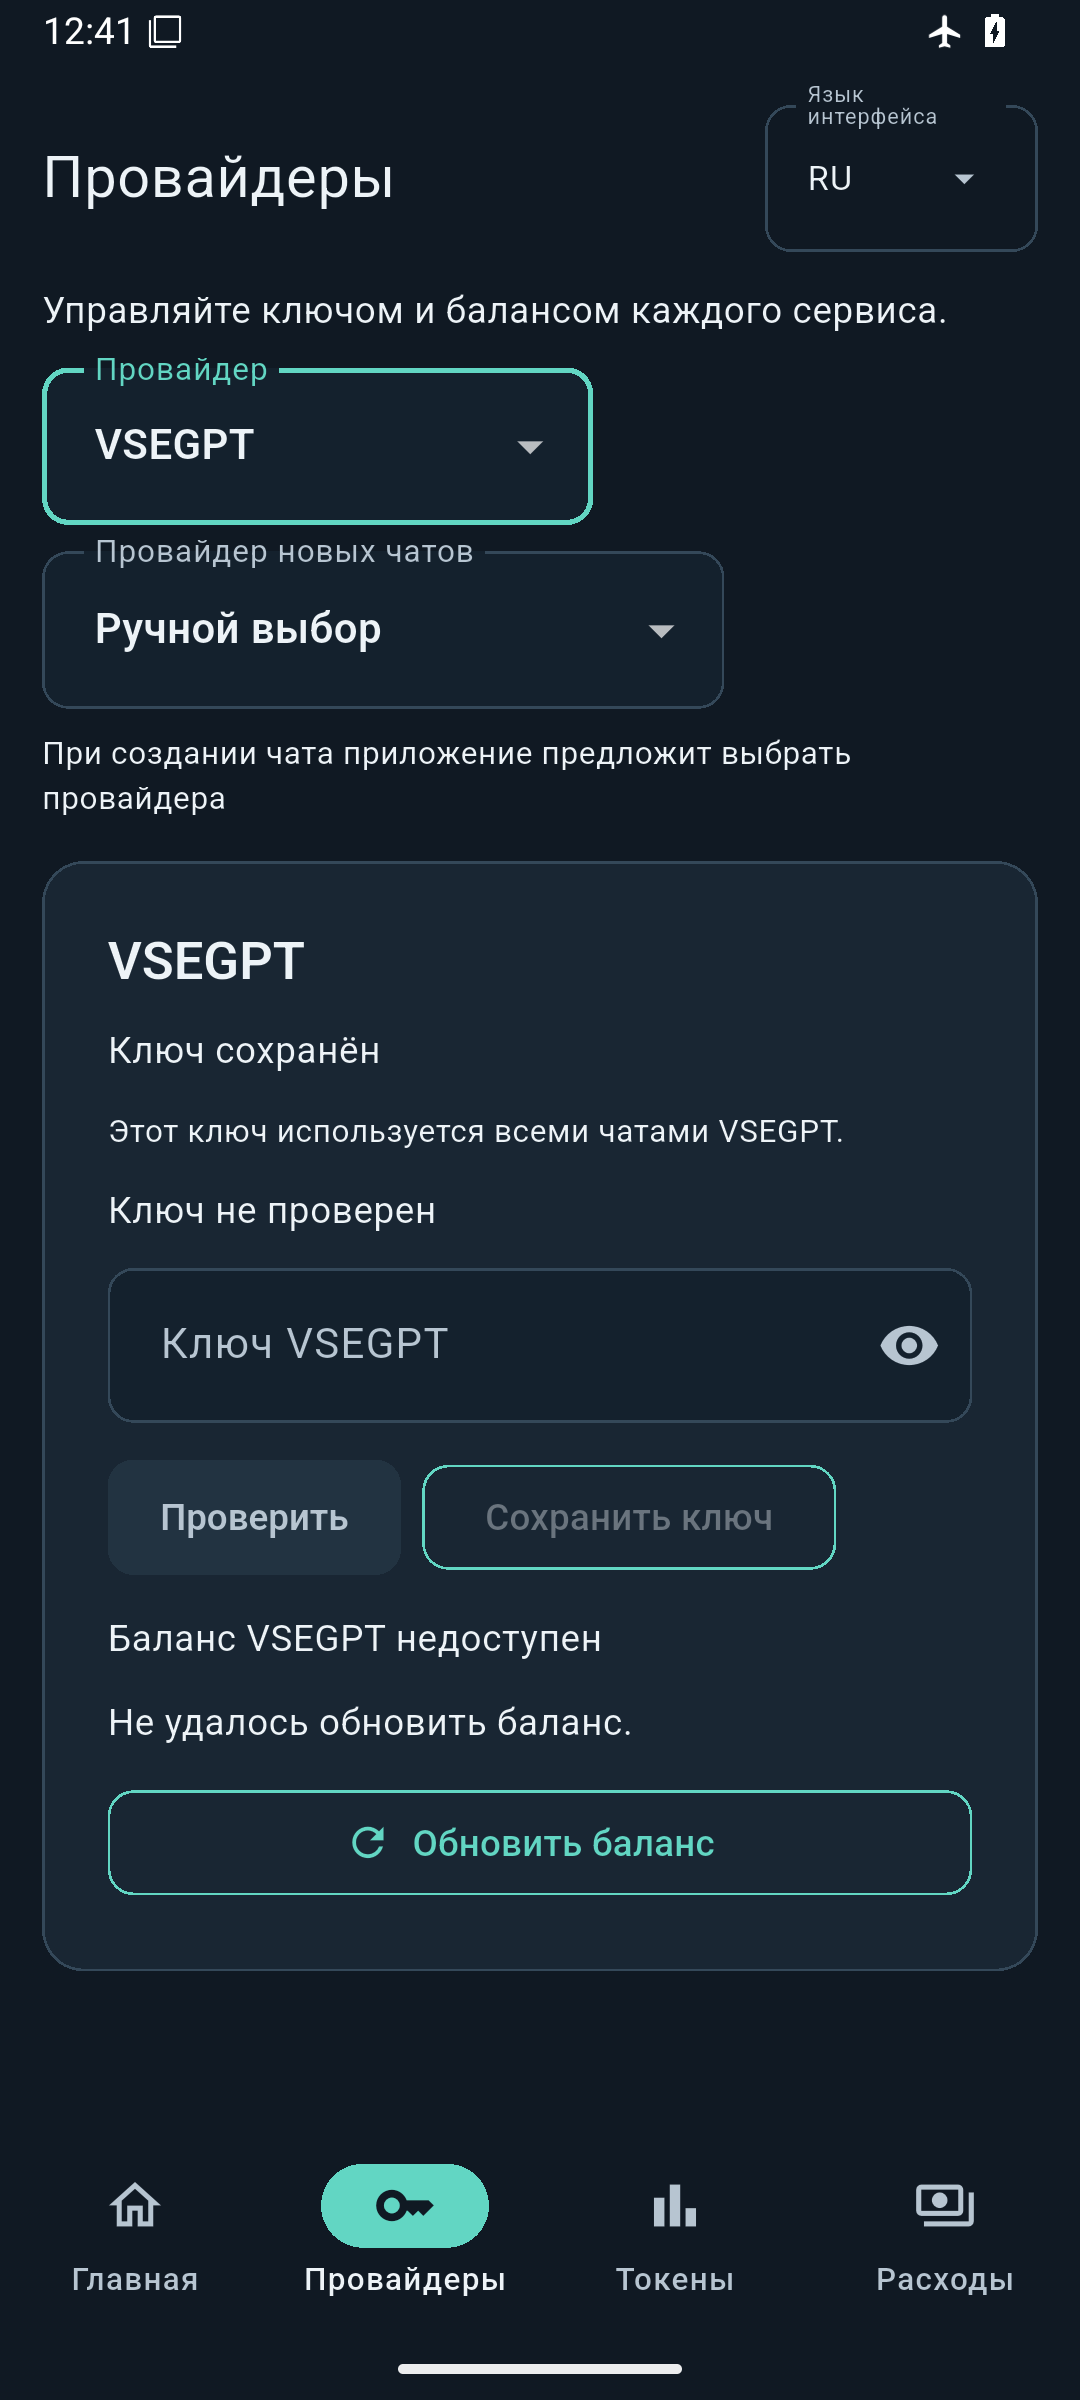 12:41
Язык
интерфейса
Провайдеры
RU
Управляйте ключом и балансом каждого сервиса.
Провайдер
VSEGPT
Провайдер новых чатов
Ручной выбор
При создании чата приложение предложит выбрать
провайдера
VSEGPT
Ключ сохранён
Этот ключ используется всеми чатами VSEGPT.
Ключ не проверен
Ключ VSEGPT
Проверить
Сохранить ключ
Баланс VSEGPT недоступен
Не удалось обновить баланс.
Обновить баланс
Главная
Провайдеры
Токены
Расходы